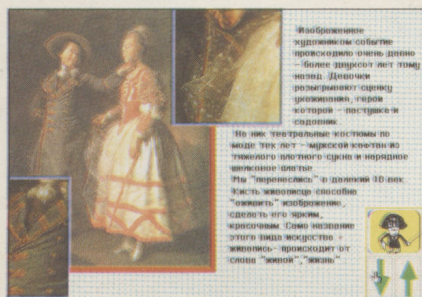 Изображенное
художником событие
происходило очень давно
- более двухсот лет тому
назад. Девочки
разыгрывают сценку
ухаживания, герои
которой - пастушка и
садовник.
На них театральные костюмы по
моде тех лет - мужской кафтан из
тяжелого плотного сукна и нарядное
шелковое платье
Мы "перенеслись" в далекий 18 век
Кисть живописца способна
"оживить" изображение,
сделать его ярким,
красочным. Само название
этого вида искусства -
живопись- происходит от
слова "живой", "жизнь"